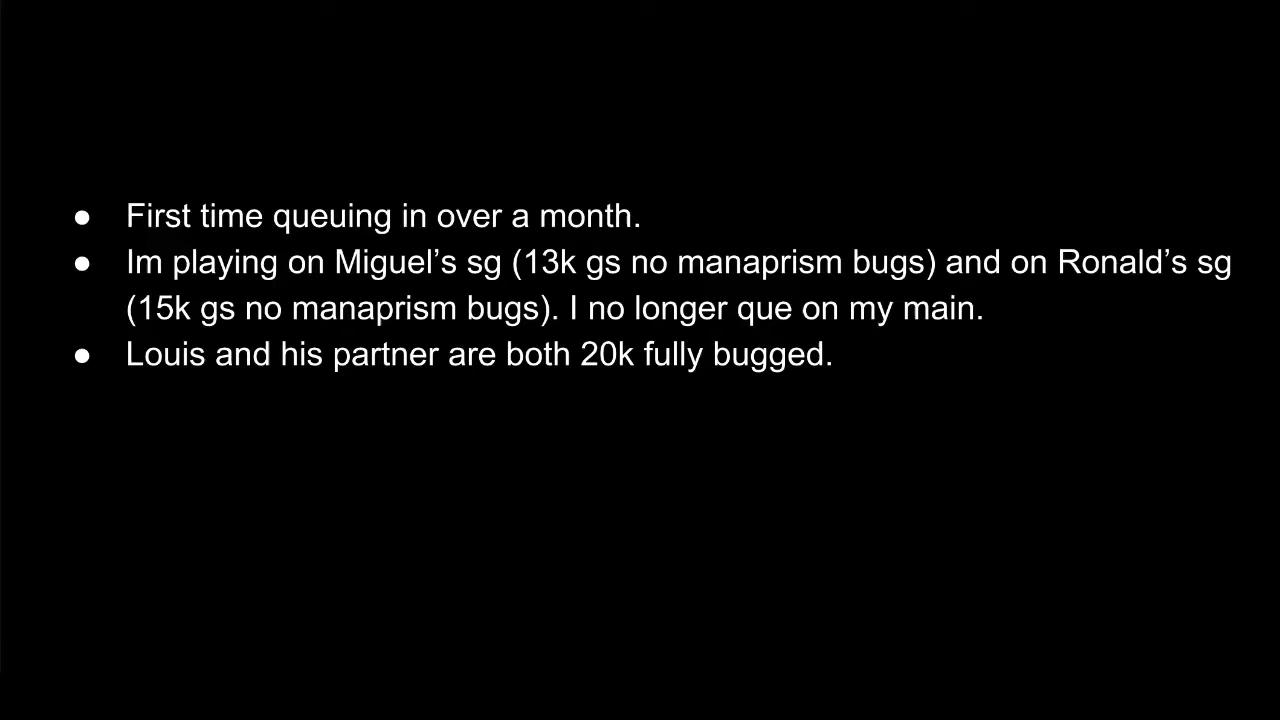 ● First time queuing in over a month.
● Im playing on Miguel’s sg (13k gs no manaprism bugs) and on Ronald’s sg
(15k gs no manaprism bugs). I no longer que on my main.
● Louis and his partner are both 20k fully bugged.